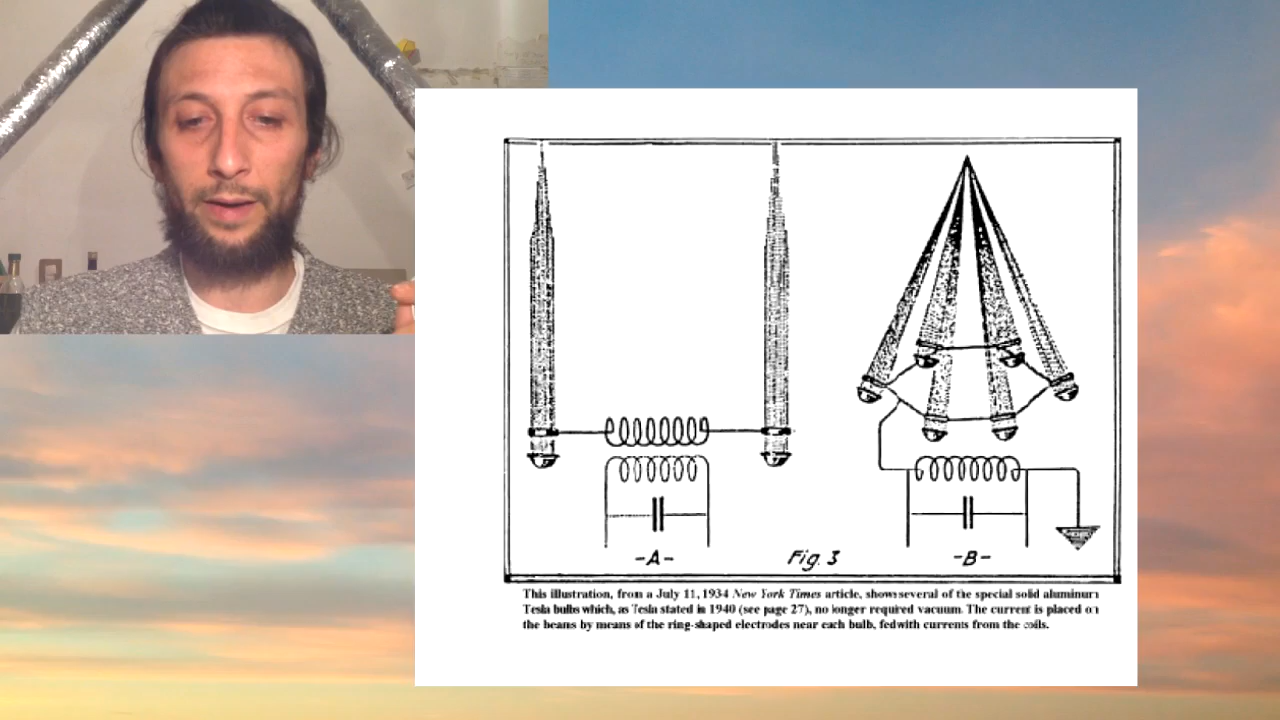 -A-
Fig. 3
-B-
This illustration, from a July 11, 1934 New York Times article, shows several of the special solid aluminum
Tesla bulbs which, as Tesla stated in 1940 (see page 27), no longer required vacuum. The current is placed on
the beams by means of the ring-shaped electrodes near each bulb, fedwith currents from the coils.